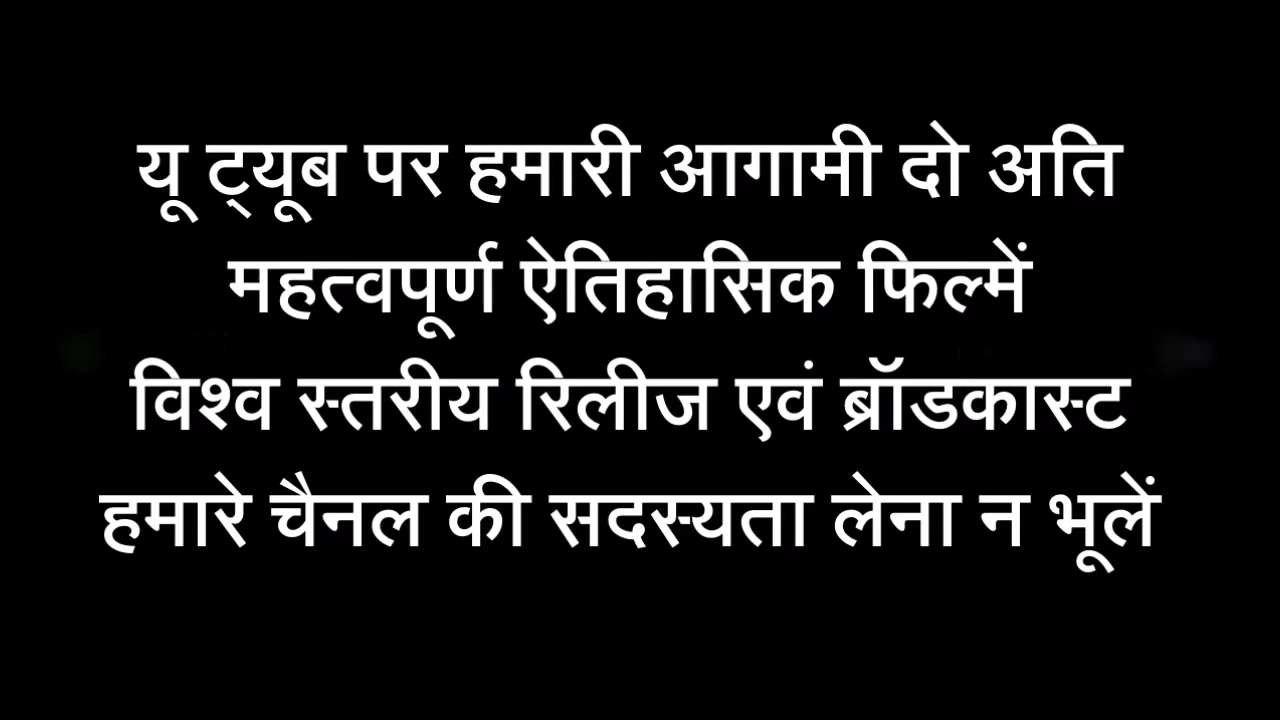 यू ट्यूब पर हमारी आगामी दो अति
महत्वपूर्ण ऐतिहासिक फिल्में
विश्व स्तरीय रिलीज एवं ब्रॉडकास्ट
हमारे चैनल की सदस्यता लेना न भूलें